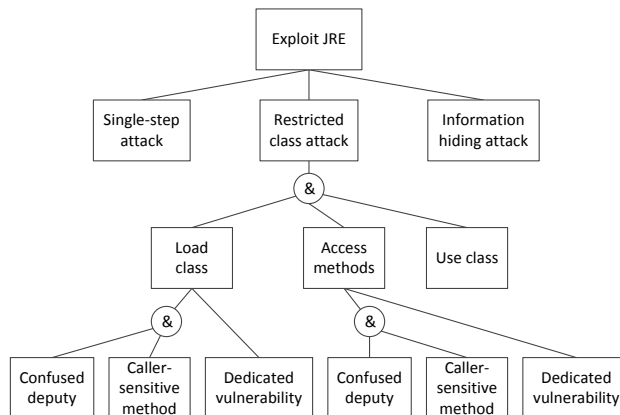 Exploit JRE
Single-step
attack
Restricted
class attack
Information
hiding attack
&
Load
class
Access
methods
Use class
&
&
Confused
deputy
Caller-
sensitive
method
Dedicated
vulnerability
Confused
deputy
Caller-
sensitive
method
Dedicated
vulnerability